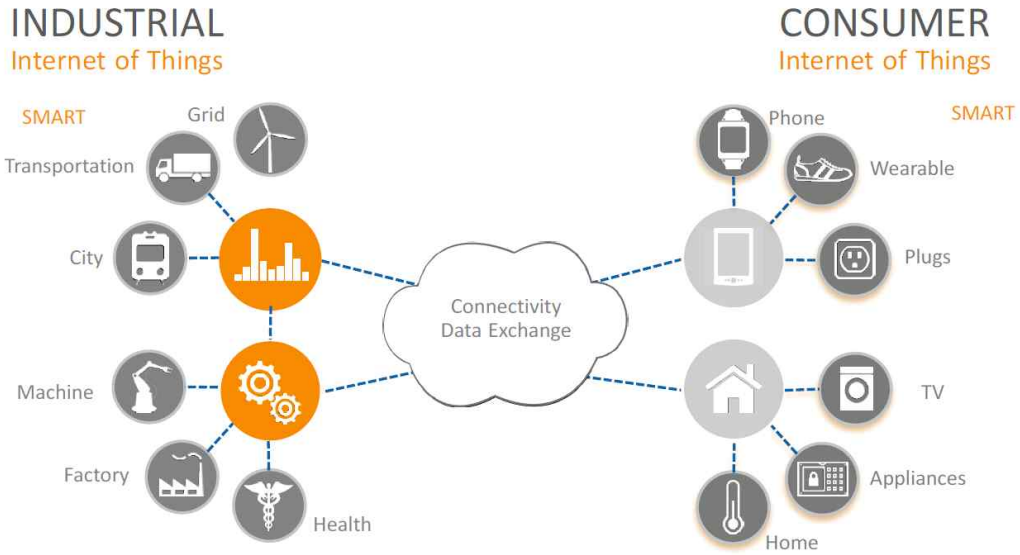 INDUSTRIAL
Internet of Things
CONSUMER
Internet of Things
SMART
Grid
Transportation
City
Machine
Factory
Health
Connectivity
Data Exchange
SMART
Phone
Wearable
Plugs
TV
Appliances
Home